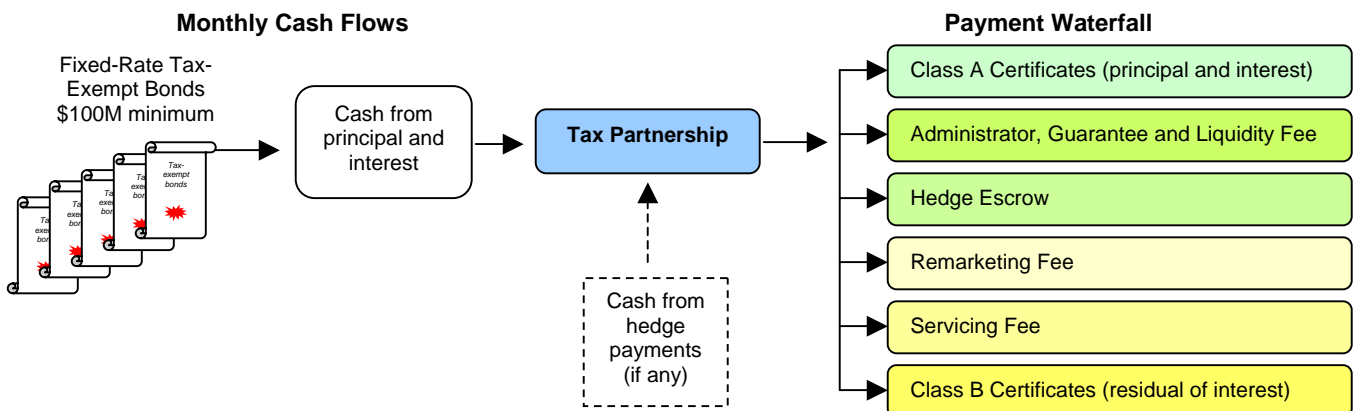 Monthly Cash Flows
Payment Waterfall
Fixed-Rate Tax-
Exempt Bonds
$100M minimum
Tax-
exempt
bonds
Cash from
principal and
interest
Tax Partnership
Cash from
hedge
payments
(if any)
Class A Certificates (principal and interest)
Administrator, Guarantee and Liquidity Fee
Hedge Escrow
Remarketing Fee
Servicing Fee
Class B Certificates (residual of interest)